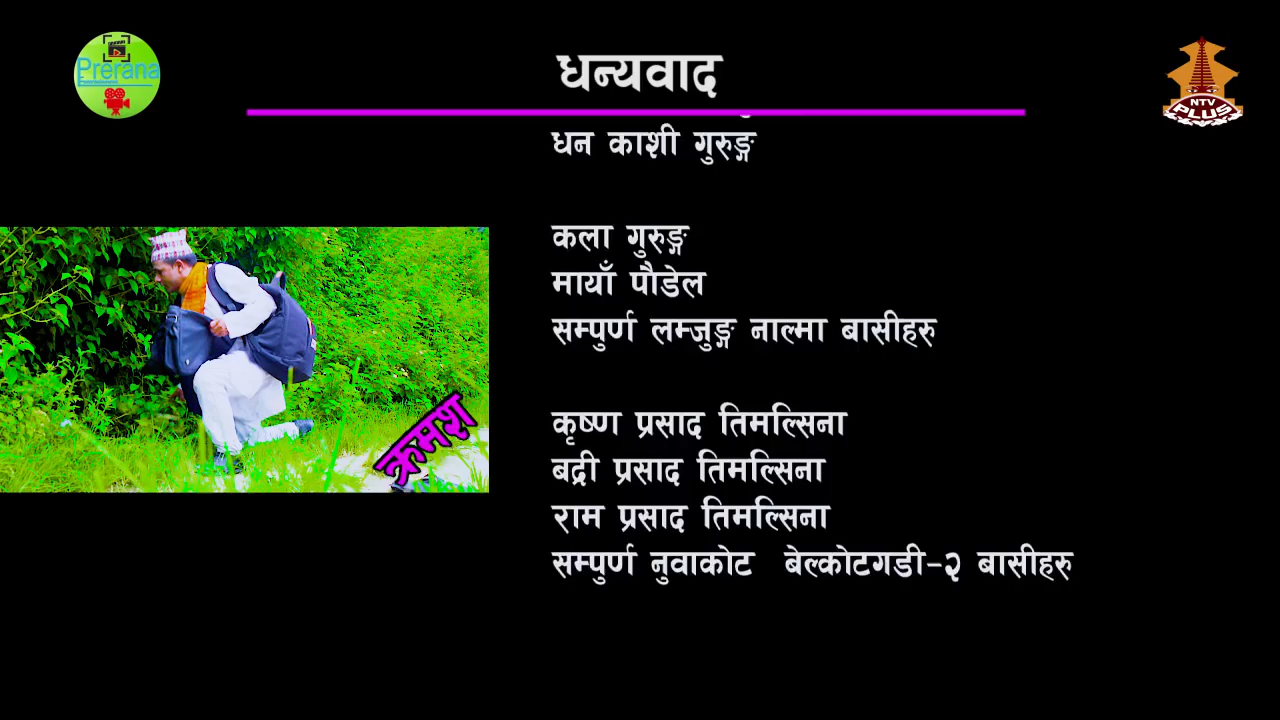 Prerana
धन्यवाद
NTV
PLUS
धन काशी गुरुङ्ग
कला गुरुङ्ग
मायाँ पौडेल
सम्पुर्ण लम्जुङ्ग नाल्मा बासीहरु
क्रमश
कृष्ण प्रसाद तिमल्सिना
बद्री प्रसाद तिमल्सिना
राम प्रसाद तिमल्सिना
सम्पुर्ण नुवाकोट बेल्कोटगडी-२ बासीहरु